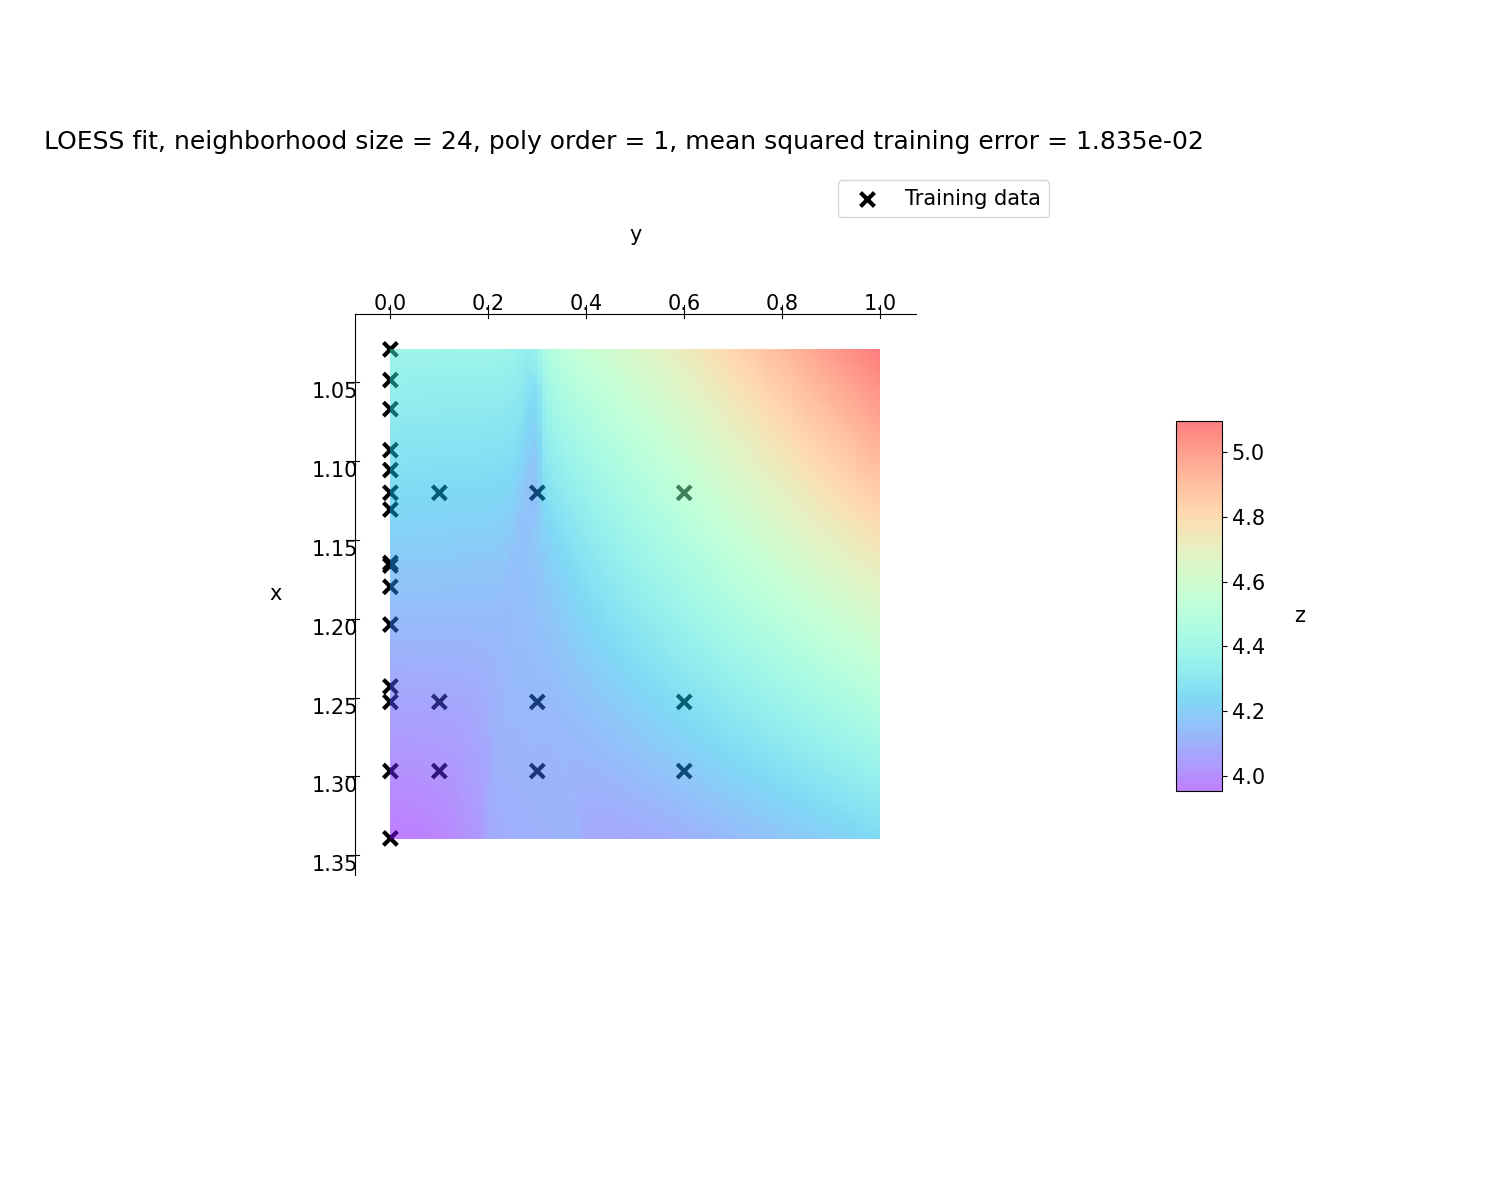 LOESS fit, neighborhood size = 24, poly order = 1, mean squared training error = 1.835e-02
Training data
y
0.0 0.2 0.4 0.6 0.8 1.0
1.05
1.10
1.15
1.20
1.25
1.30
1.35
x
5.0
4.8
4.6
4.4
4.2
4.0
z